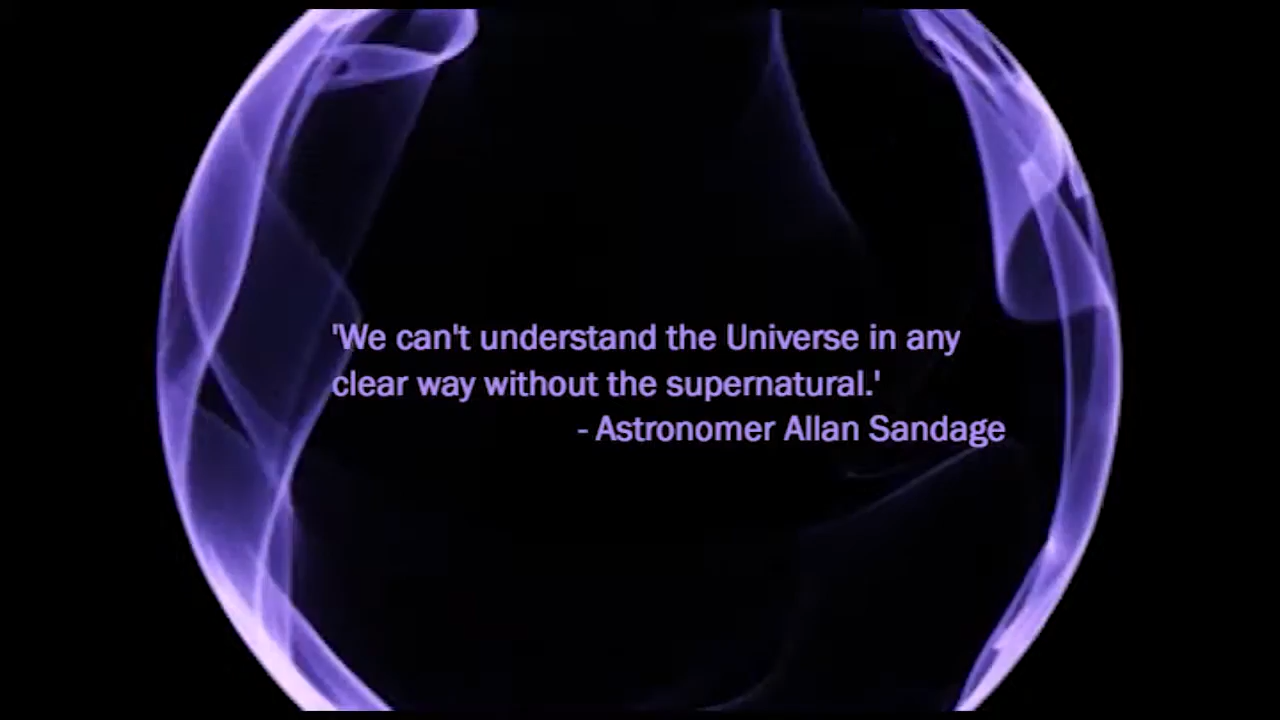 'We can't understand the Universe in any
clear way without the supernatural.'
- Astronomer Allan Sandage